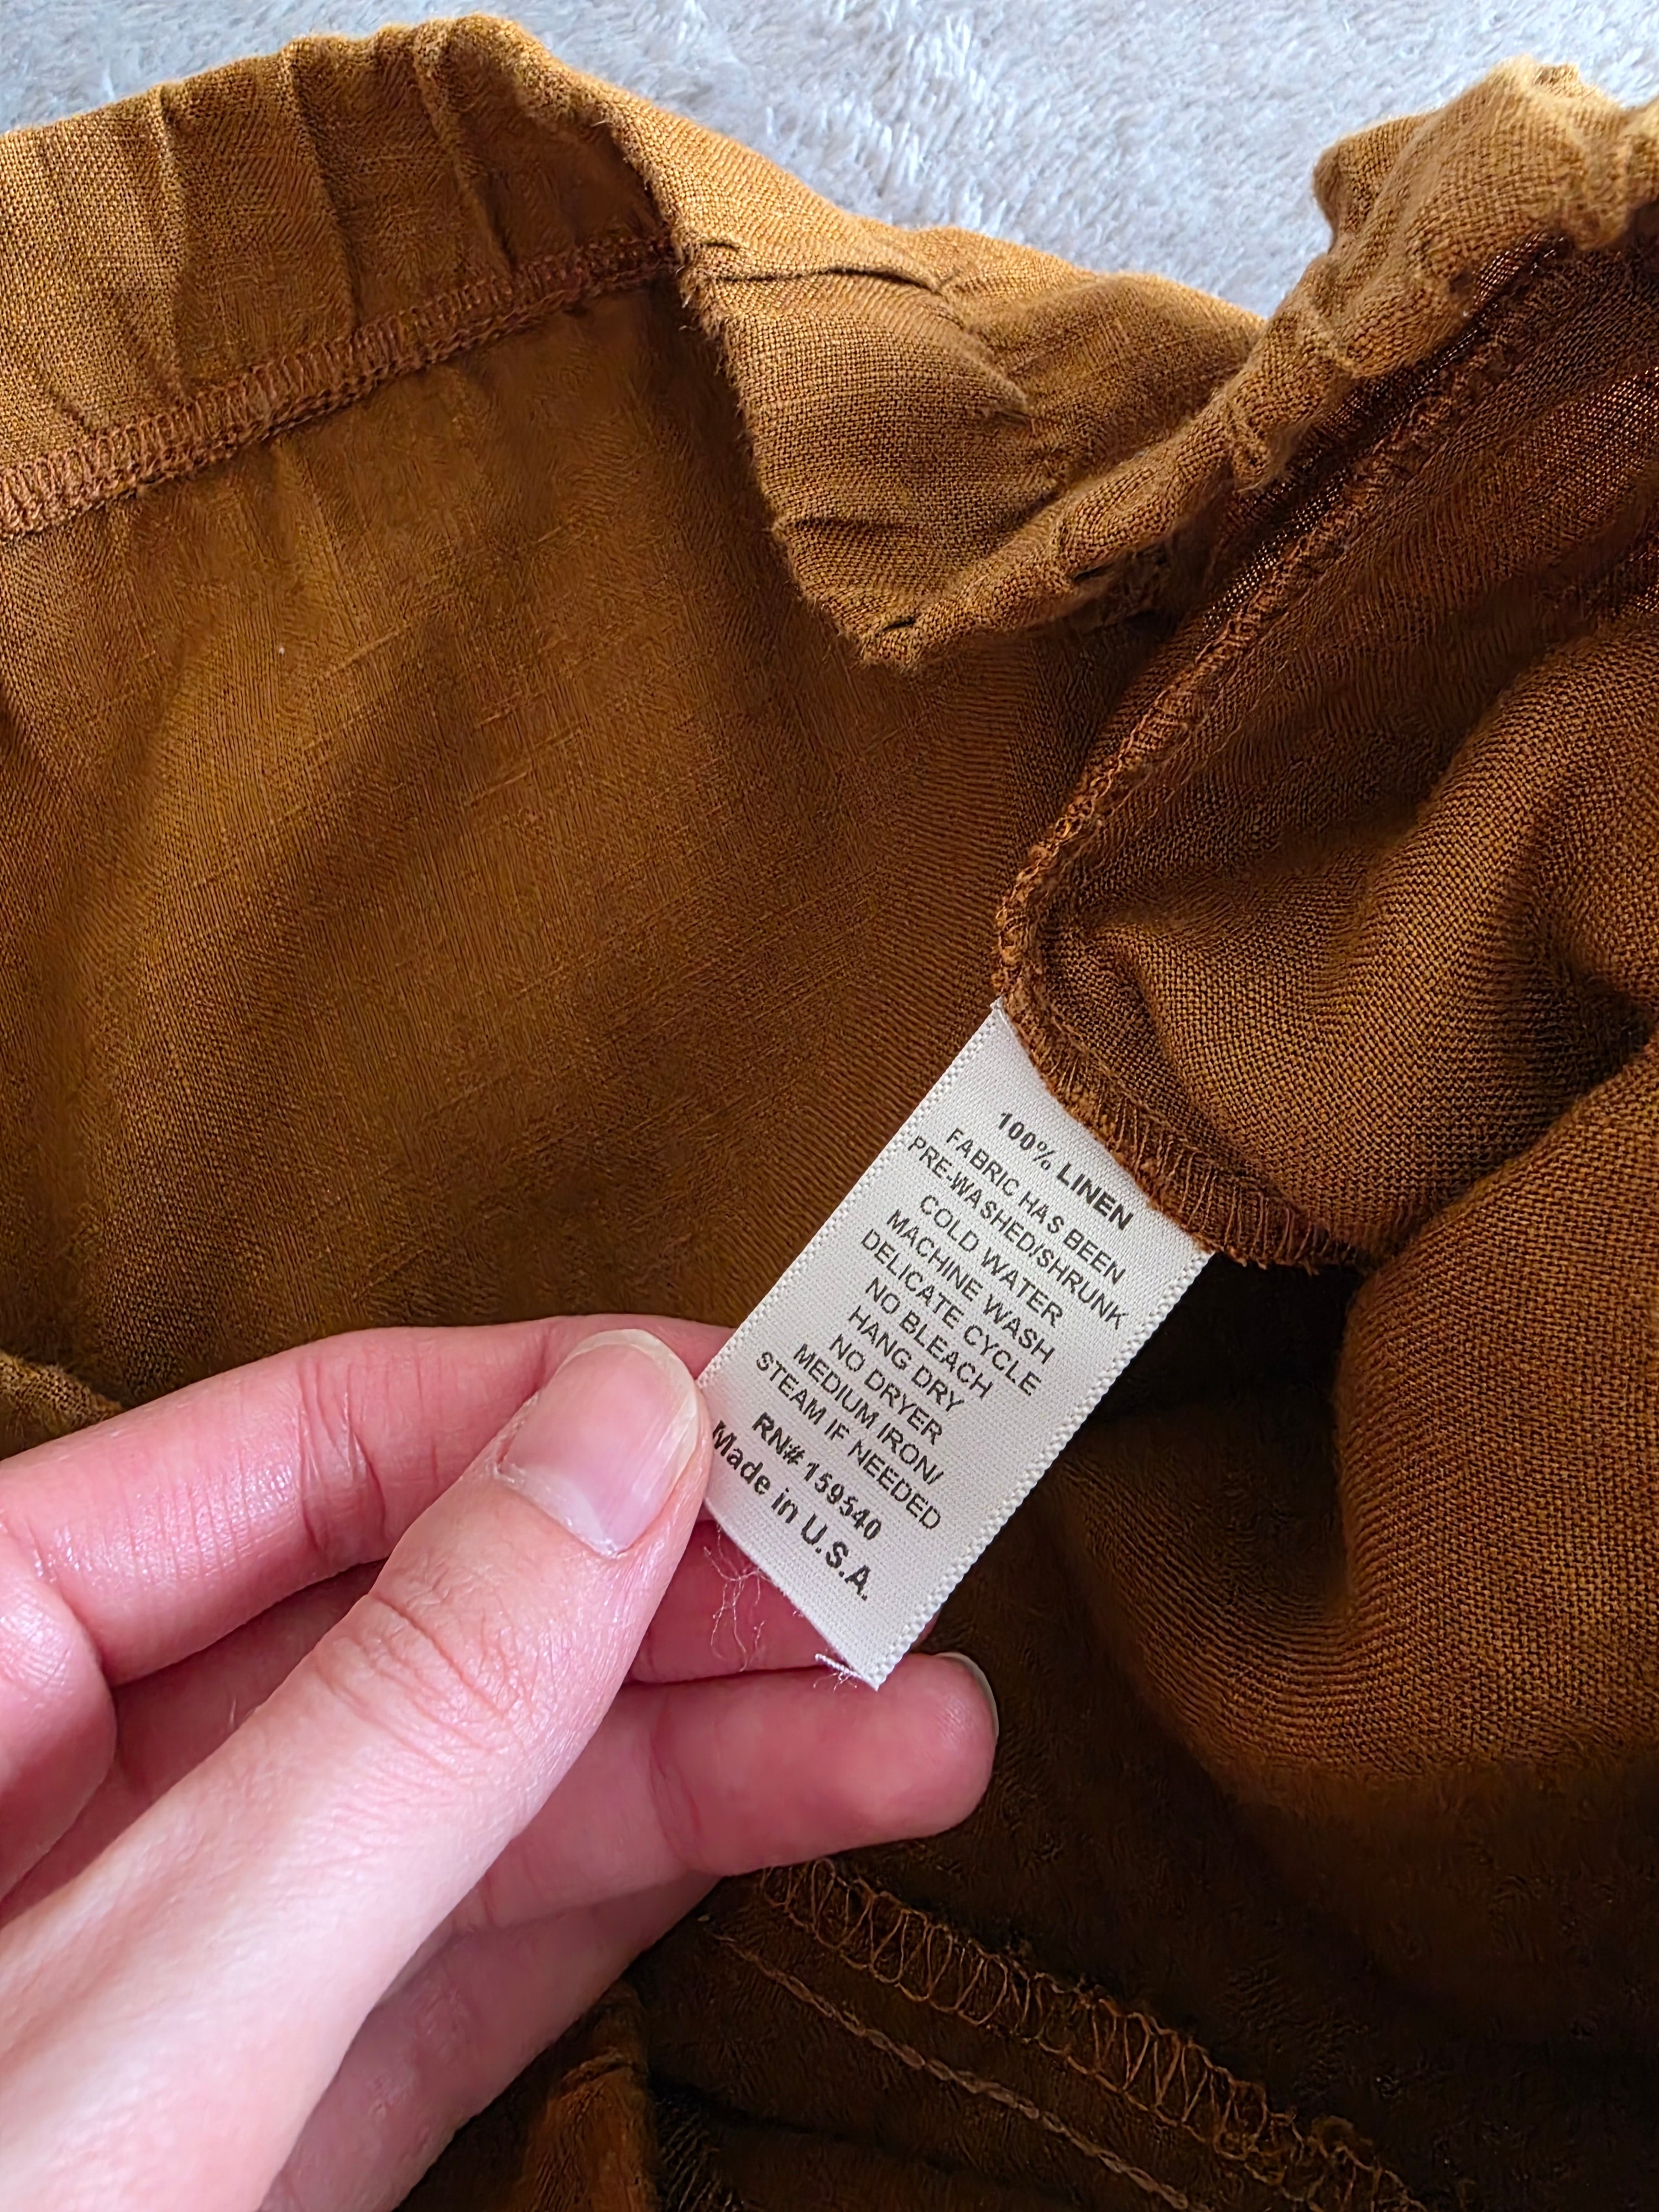 100% LINEN
FABRIC HAS BEEN
PRE-WASHED/SHRUNK
COLD WATER
MACHINE WASH
DELICATE CYCLE
NO BLEACH
HANG DRY
NO DRYER
MEDIUM IRON/
STEAM IF NEEDED
RN# 159540
Made in U.S.A.